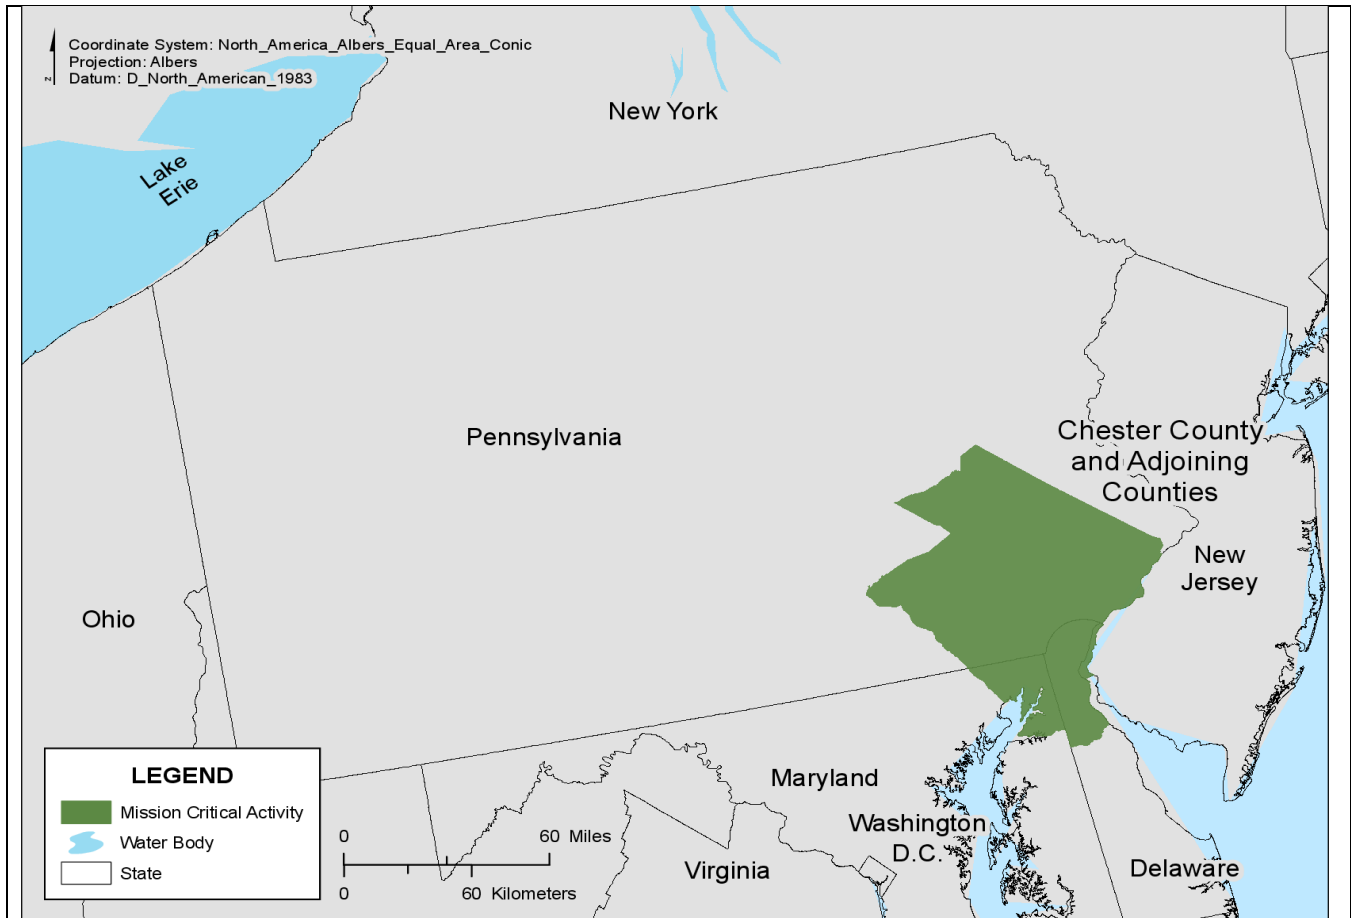 Coordinate System: North_America_Albers_Equal_Area_Conic
Projection: Albers
Datum: D_North_American_1983
N
New York
Lake
Erie
Pennsylvania
Chester County
and Adjoining
Counties
New
Jersey
Ohio
Maryland
Washington
D.C.
Virginia
Delaware
LEGEND
Mission Critical Activity
Water Body
State
0 60 Miles
0 60 Kilometers